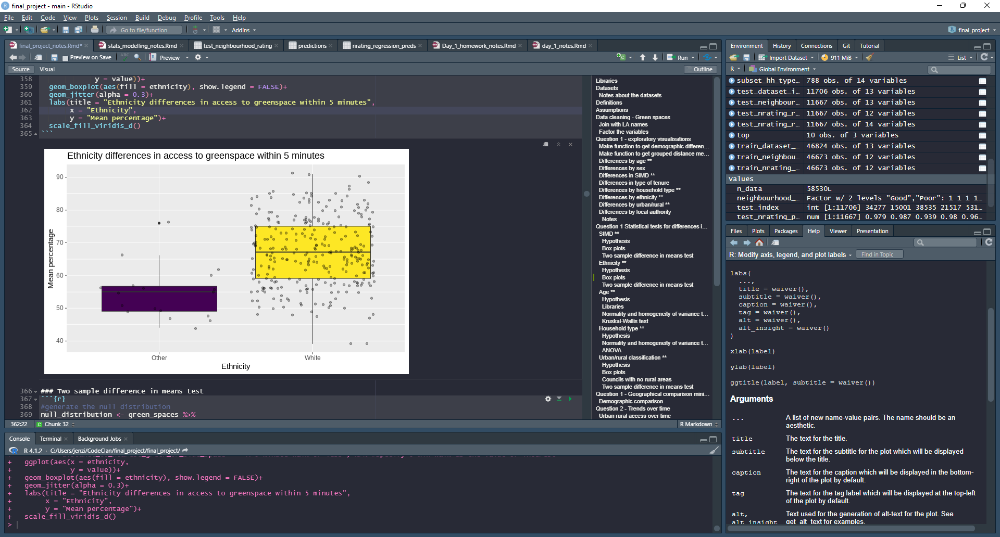 final_project - main - RStudio
File Edit Code View Plots Session Build Debug Profile Tools Help
Go to file/function Addins final_project
final_project_notes.Rmd* stats_modelling_notes.Rmd test_neighbourhood_rating predictions nrating_regression_preds Day_1_homework_notes.Rmd day_1_notes.Rmd
Preview on Save ABC Preview Run
Source Visual Outline
358 y = value))+
359 geom_boxplot(aes(fill = ethnicity), show.legend = FALSE)+
360 geom_jitter(alpha = 0.3)+
361 labs(title = "Ethnicity differences in access to greenspace within 5 minutes",
362 x = "Ethnicity",
363 y = "Mean percentage")+
364 scale_fill_viridis_d()
365 ```
Ethnicity differences in access to greenspace within 5 minutes
90
80
70
60
50
40
Mean percentage
Other White
Ethnicity
366 ### Two sample difference in means test
367 ```{r}
368 #generate the null distribution
369 null_distribution <- green_spaces %>%
362:22 C Chunk 32 R Markdown
Libraries
Datasets
Notes about the datasets
Definitions
Assumptions
Data cleaning - Green spaces
Join with LA names
Factor the variables
Question 1 - exploratory visualisations
Make function to get demographic differen...
Make function to get grouped distance me...
Differences by age **
Differences by sex
Differences in SIMD **
Differences in type of tenure
Differences by household type **
Differences by ethnicity **
Differences by urban/rural **
Differences by local authority
Notes
Question 1 Statistical tests for differences i...
SIMD **
Hypothesis
Box plots
Two sample difference in means test
Ethnicity **
Hypothesis
Box plots
Two sample difference in means test
Age **
Hypothesis
Libraries
Normality and homogeneity of variance t...
Kruskal-Wallis test
Household type **
Hypothesis
Normality and homogeneity of variance t...
ANOVA
Urban/rural classification **
Hypothesis
Box plots
Councils with no rural areas
Two sample difference in means test
Question 1 - Geographical comparison mini...
Demographic comparison
Question 2 - Trends over time
Urban rural access over time
Console Terminal Background Jobs
R 4.1.2 · C:/Users/jenzi/CodeClan/final_project/final_project/
+ ggplot(aes(x = ethnicity,
+ y = value))+
+ geom_boxplot(aes(fill = ethnicity), show.legend = FALSE)+
+ geom_jitter(alpha = 0.3)+
+ labs(title = "Ethnicity differences in access to greenspace within 5 minutes",
+ x = "Ethnicity",
+ y = "Mean percentage")+
+ scale_fill_viridis_d()
>
Environment History Connections Git Tutorial
Import Dataset 911 MiB List
R Global Environment
subset_hh_type... 788 obs. of 14 variables
test_dataset_i... 11706 obs. of 13 variables
test_neighbour... 11667 obs. of 13 variables
test_nrating_r... 11667 obs. of 12 variables
test_nrating_r... 11667 obs. of 14 variables
top 10 obs. of 3 variables
train_dataset_... 46824 obs. of 13 variables
train_neighbou... 46673 obs. of 12 variables
train_nrating_... 46673 obs. of 12 variables
Values
n_data 58530L
neighbourhood_... Factor w/ 2 levels "Good","Poor": 1 1 1 1...
test_index int [1:11706] 34277 15001 38535 21517 531...
test_nrating_p... num [1:11667] 0.979 0.987 0.939 0.98 0.96...
Files Plots Packages Help Viewer Presentation
R: Modify axis, legend, and plot labels Find in Topic
labs(
...,
title = waiver(),
subtitle = waiver(),
caption = waiver(),
tag = waiver(),
alt = waiver(),
alt_insight = waiver()
)
xlab(label)
ylab(label)
ggtitle(label, subtitle = waiver())
Arguments
... A list of new name-value pairs. The name should be an
aesthetic.
title The text for the title.
subtitle The text for the subtitle for the plot which will be displayed
below the title.
caption The text for the caption which will be displayed in the bottom-
right of the plot by default.
tag The text for the tag label which will be displayed at the top-left
of the plot by default.
alt, Text used for the generation of alt-text for the plot. See
alt_insight get_alt_text for examples.